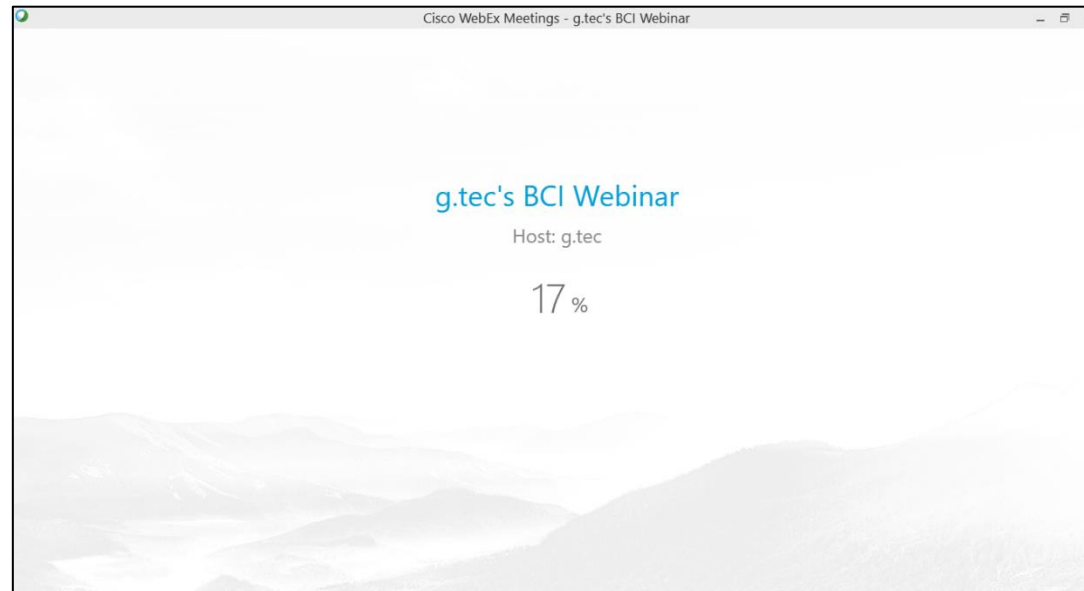 Cisco WebEx Meetings - g.tec's BCI Webinar
g.tec's BCI Webinar
Host: g.tec
17 %